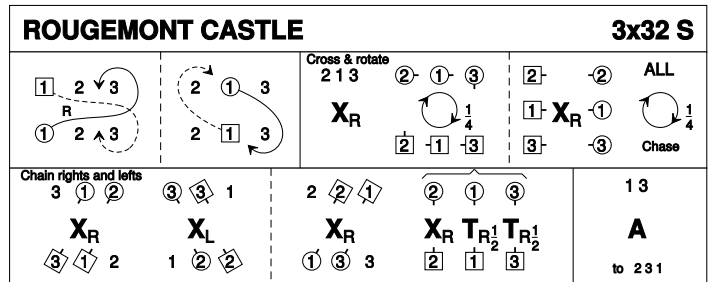 ROUGEMONT CASTLE 3x32 S
1 2 3
R
1 2 3
2 1 3
2 1 3
Cross & rotate
2 1 3 2 1 3
XR 1/4
2 1 3
2 2 ALL
1 XR 1 1/4
3 3 Chase
Chain rights and lefts
3 1 2 3 3 1
XR XL
3 1 2 1 2 2
2 2 1 2 1 3
XR XR TR1/2 TR1/2
1 3 3 2 1 3
1 3
A
to 2 3 1